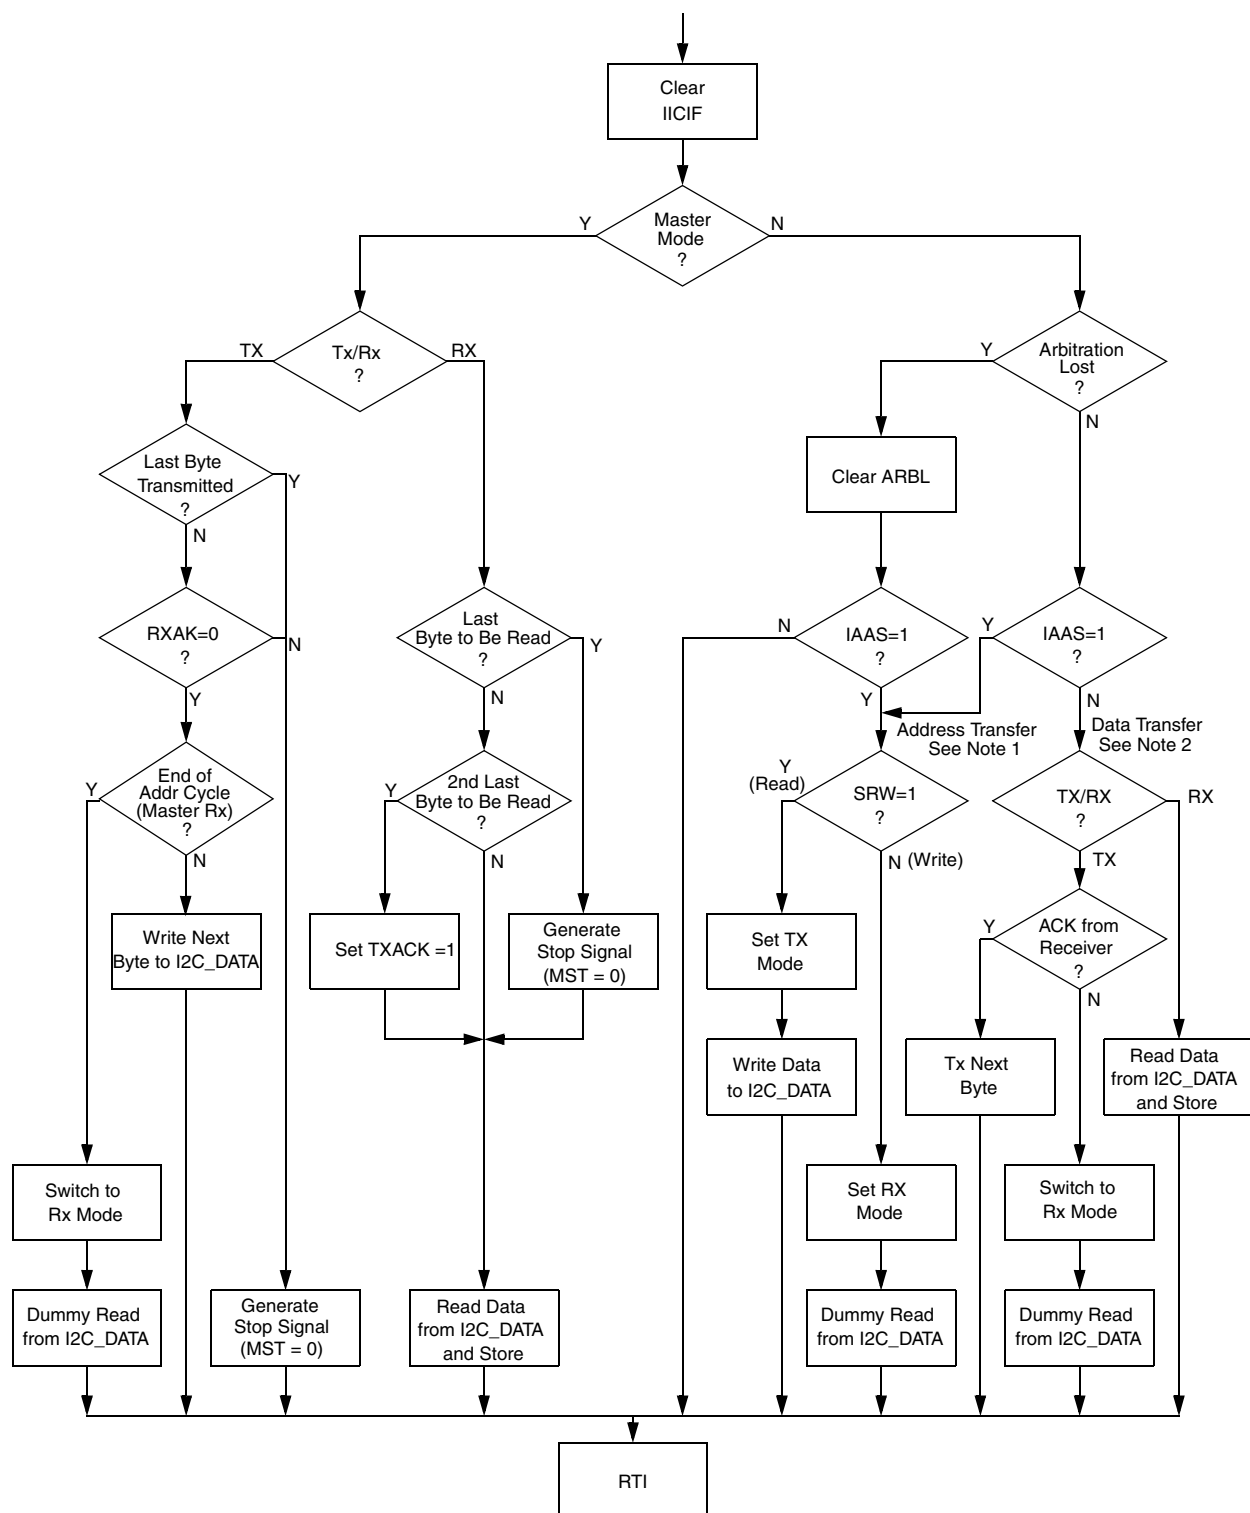 Clear
IICIF
Master
Mode
?
Y
N
Tx/Rx
?
TX
RX
Arbitration
Lost
?
Y
N
Last Byte
Transmitted
?
Y
N
Clear ARBL
RXAK=0
?
N
Y
Last
Byte to Be Read
?
Y
N
IAAS=1
?
N
Y
IAAS=1
?
Y
N
Address Transfer
See Note 1
Data Transfer
See Note 2
End of
Addr Cycle
(Master Rx)
?
Y
N
2nd Last
Byte to Be Read
?
Y
N
Y
(Read)
SRW=1
?
N (Write)
TX/RX
?
RX
TX
Write Next
Byte to I2C_DATA
Set TXACK =1
Generate
Stop Signal
(MST = 0)
Set TX
Mode
Y
ACK from
Receiver
?
N
Write Data
to I2C_DATA
Tx Next
Byte
Read Data
from I2C_DATA
and Store
Switch to
Rx Mode
Set RX
Mode
Switch to
Rx Mode
Dummy Read
from I2C_DATA
Generate
Stop Signal
(MST = 0)
Read Data
from I2C_DATA
and Store
Dummy Read
from I2C_DATA
Dummy Read
from I2C_DATA
RTI